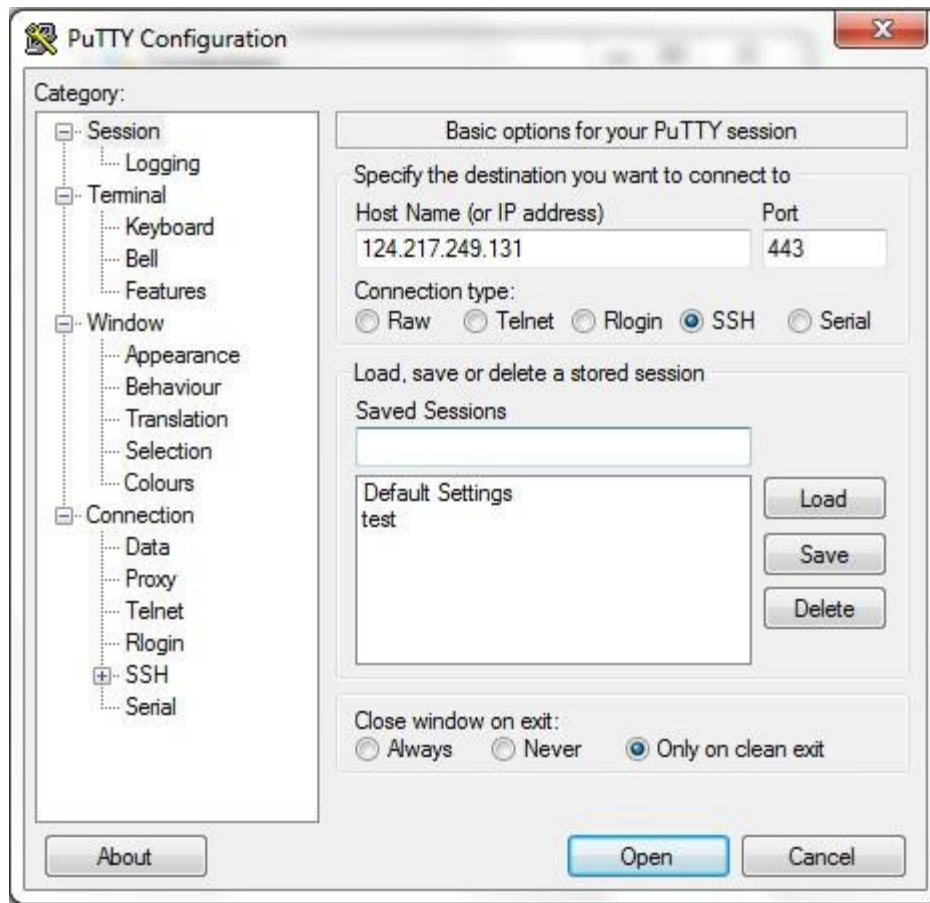 PuTTY Configuration
Category:
Session
Logging
Terminal
Keyboard
Bell
Features
Window
Appearance
Behaviour
Translation
Selection
Colours
Connection
Data
Proxy
Telnet
Rlogin
SSH
Serial
Basic options for your PuTTY session
Specify the destination you want to connect to
Host Name (or IP address) Port
124.217.249.131 443
Connection type:
Raw Telnet Rlogin SSH Serial
Load, save or delete a stored session
Saved Sessions
Default Settings
test
Load
Save
Delete
Close window on exit:
Always Never Only on clean exit
About Open Cancel